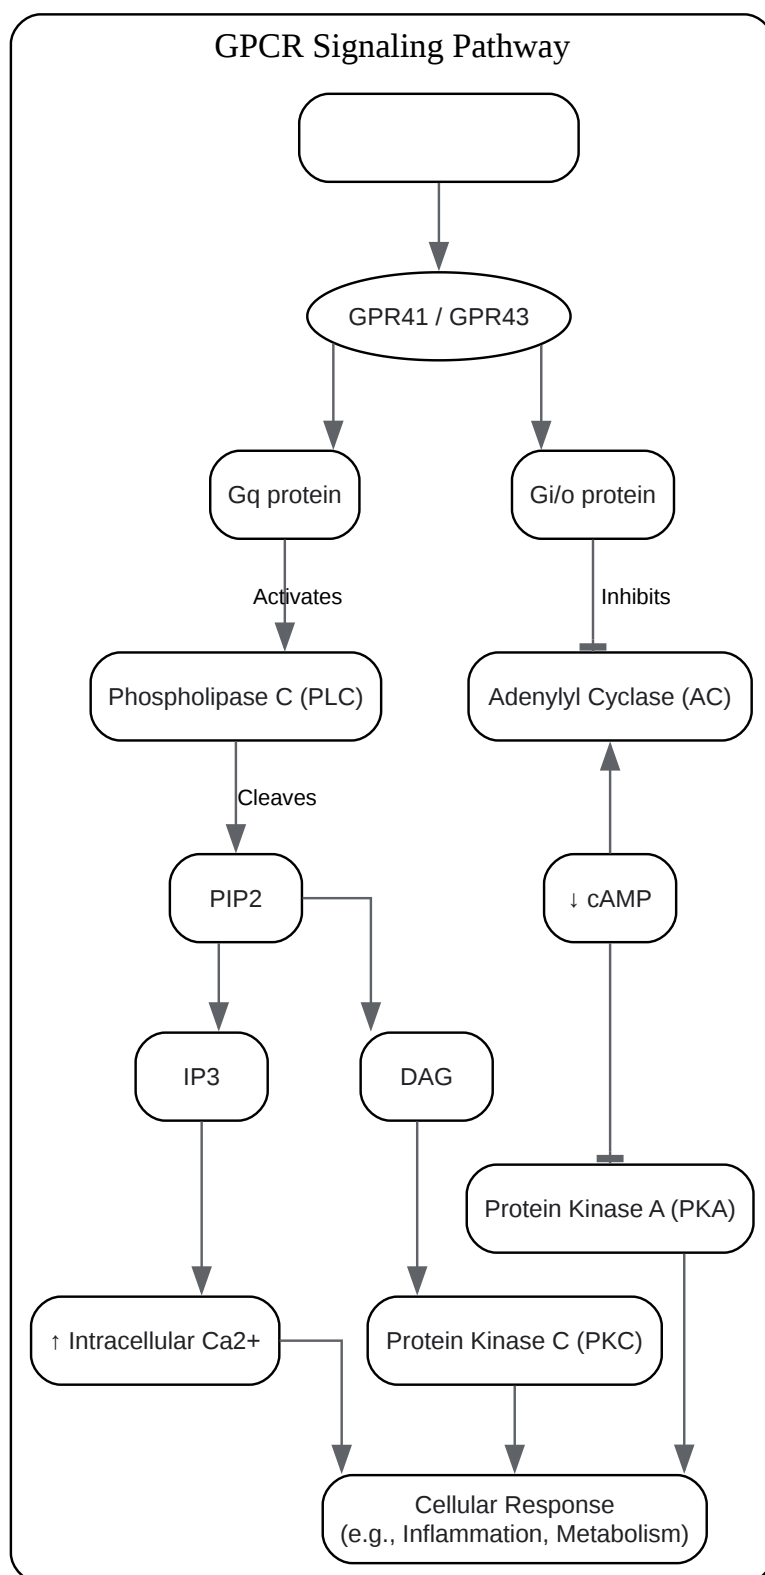 GPCR Signaling Pathway
GPR41 / GPR43
Gq protein
Gi/o protein
Activates
Inhibits
Phospholipase C (PLC)
Adenylyl Cyclase (AC)
Cleaves
PIP2
↓ cAMP
IP3
DAG
Protein Kinase A (PKA)
↑ Intracellular Ca2+
Protein Kinase C (PKC)
Cellular Response
(e.g., Inflammation, Metabolism)